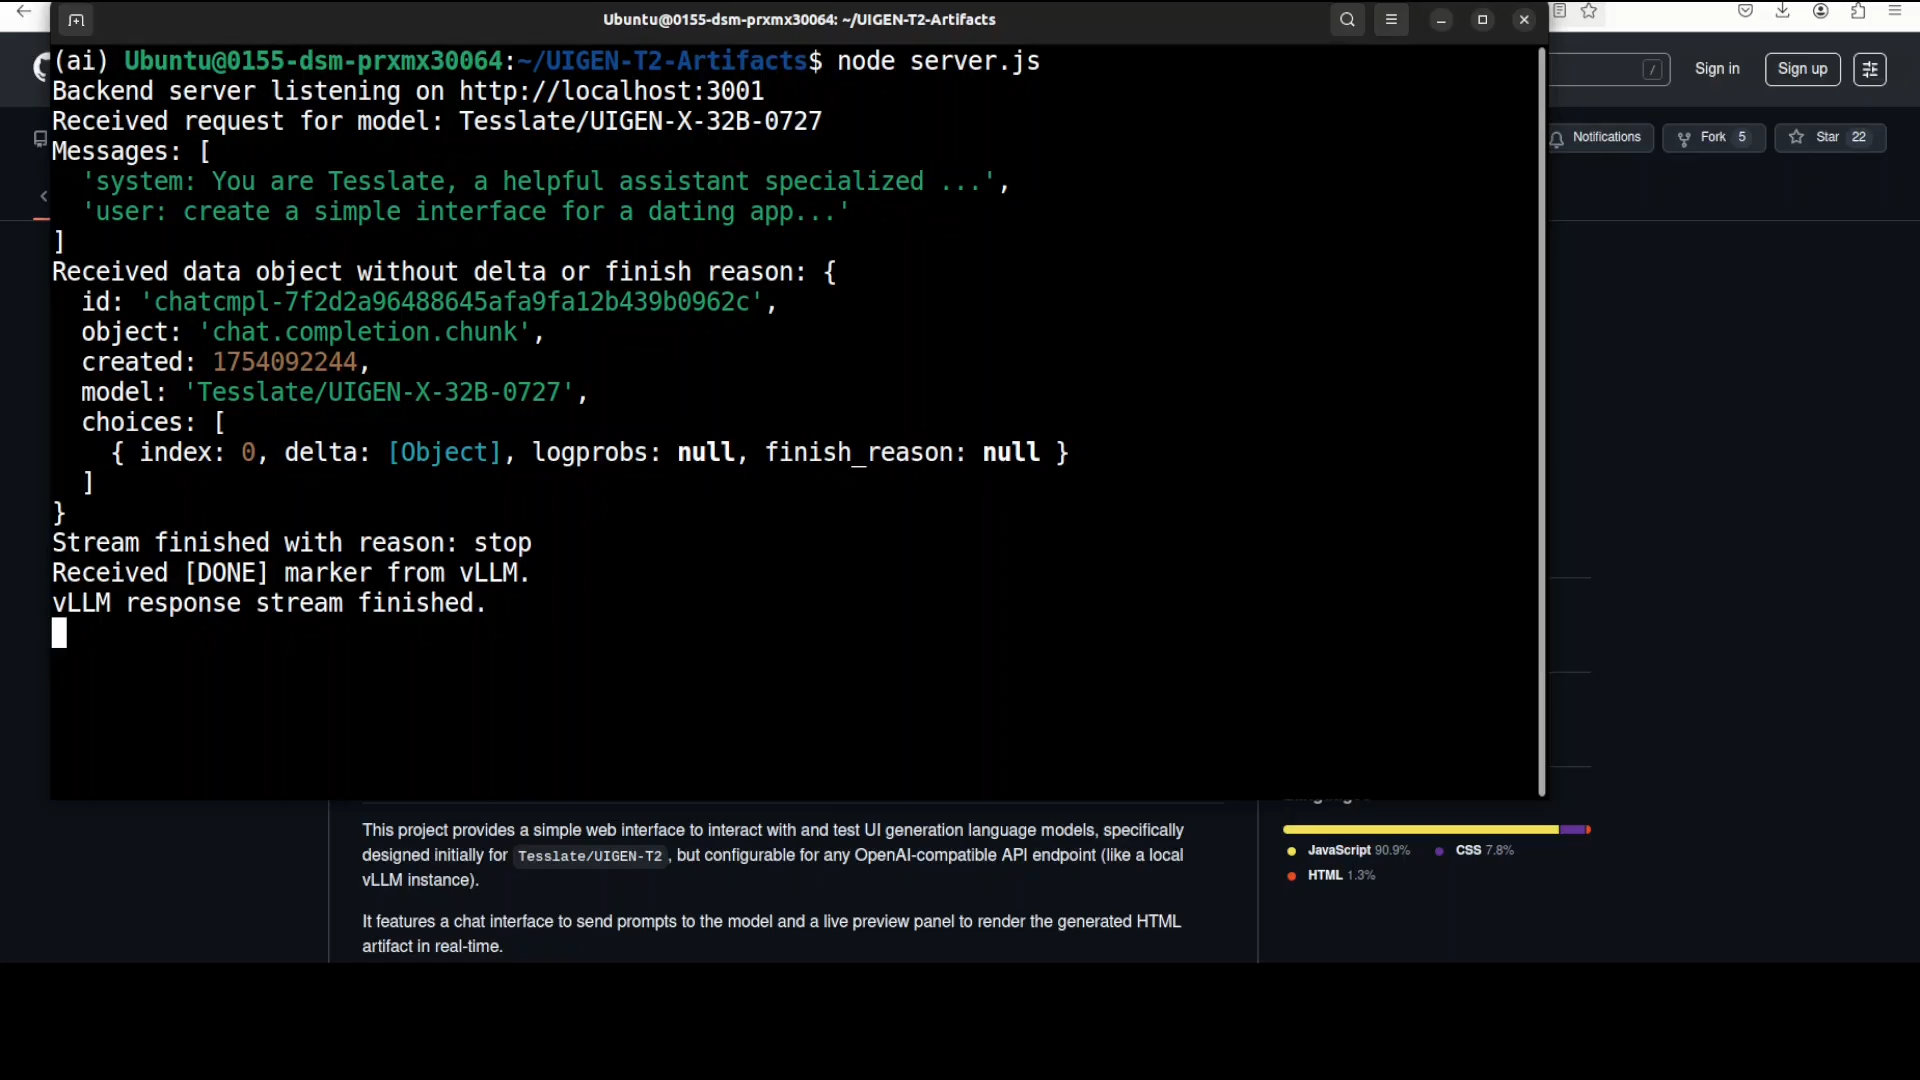 Ubuntu@0155-dsm-prxmx30064: ~/UIGEN-T2-Artifacts
(ai) Ubuntu@0155-dsm-prxmx30064:~/UIGEN-T2-Artifacts$ node server.js
Backend server listening on http://localhost:3001
Received request for model: Tesslate/UIGEN-X-32B-0727
Messages: [
'system: You are Tesslate, a helpful assistant specialized ...',
'user: create a simple interface for a dating app...'
]
Received data object without delta or finish reason: {
id: 'chatcmpl-7f2d2a96488645afa9fa12b439b0962c',
object: 'chat.completion.chunk',
created: 1754092244,
model: 'Tesslate/UIGEN-X-32B-0727',
choices: [
{ index: 0, delta: [Object], logprobs: null, finish_reason: null }
]
}
Stream finished with reason: stop
Received [DONE] marker from vLLM.
vLLM response stream finished.
/
Sign in
Sign up
Notifications
Fork 5
Star 22
This project provides a simple web interface to interact with and test UI generation language models, specifically
designed initially for Tesslate/UIGEN-T2, but configurable for any OpenAI-compatible API endpoint (like a local
vLLM instance).
It features a chat interface to send prompts to the model and a live preview panel to render the generated HTML
artifact in real-time.
JavaScript 90.9%
CSS 7.8%
HTML 1.3%